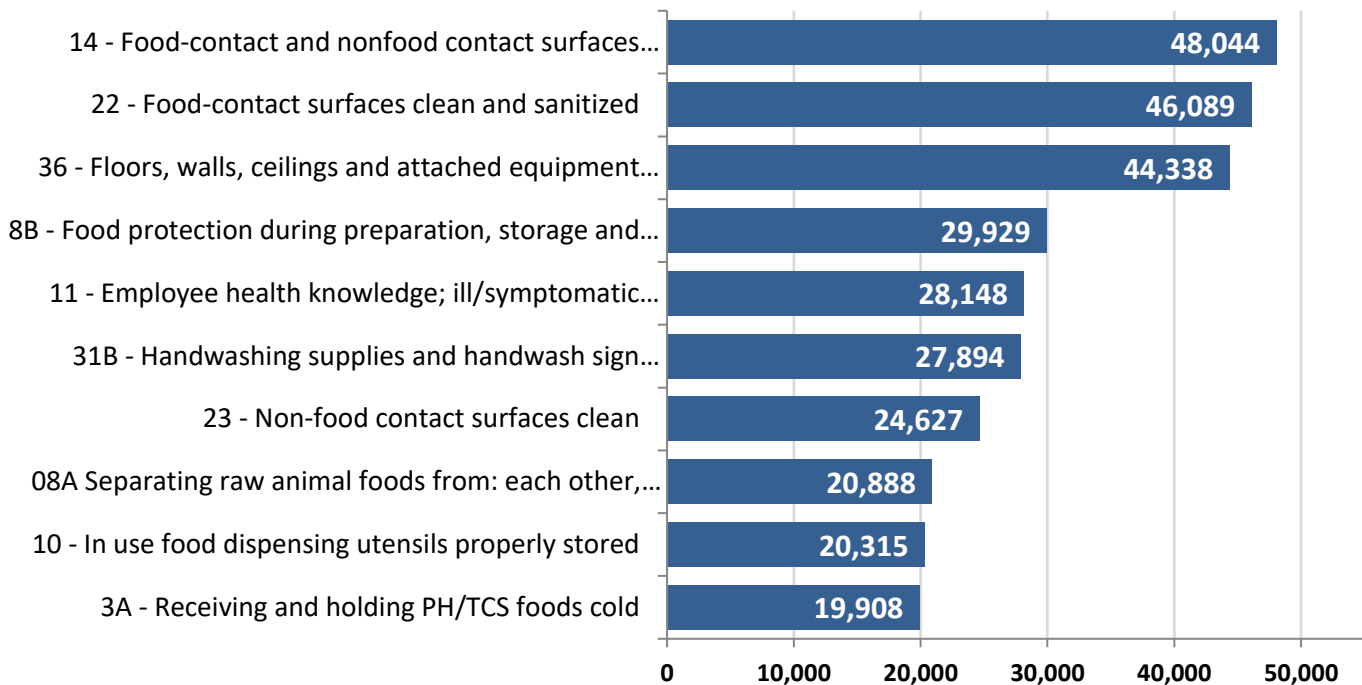 14 - Food-contact and nonfood contact surfaces… 48,044
22 - Food-contact surfaces clean and sanitized 46,089
36 - Floors, walls, ceilings and attached equipment… 44,338
8B - Food protection during preparation, storage and… 29,929
11 - Employee health knowledge; ill/symptomatic… 28,148
31B - Handwashing supplies and handwash sign… 27,894
23 - Non-food contact surfaces clean 24,627
08A Separating raw animal foods from: each other,… 20,888
10 - In use food dispensing utensils properly stored 20,315
3A - Receiving and holding PH/TCS foods cold 19,908
0 10,000 20,000 30,000 40,000 50,000